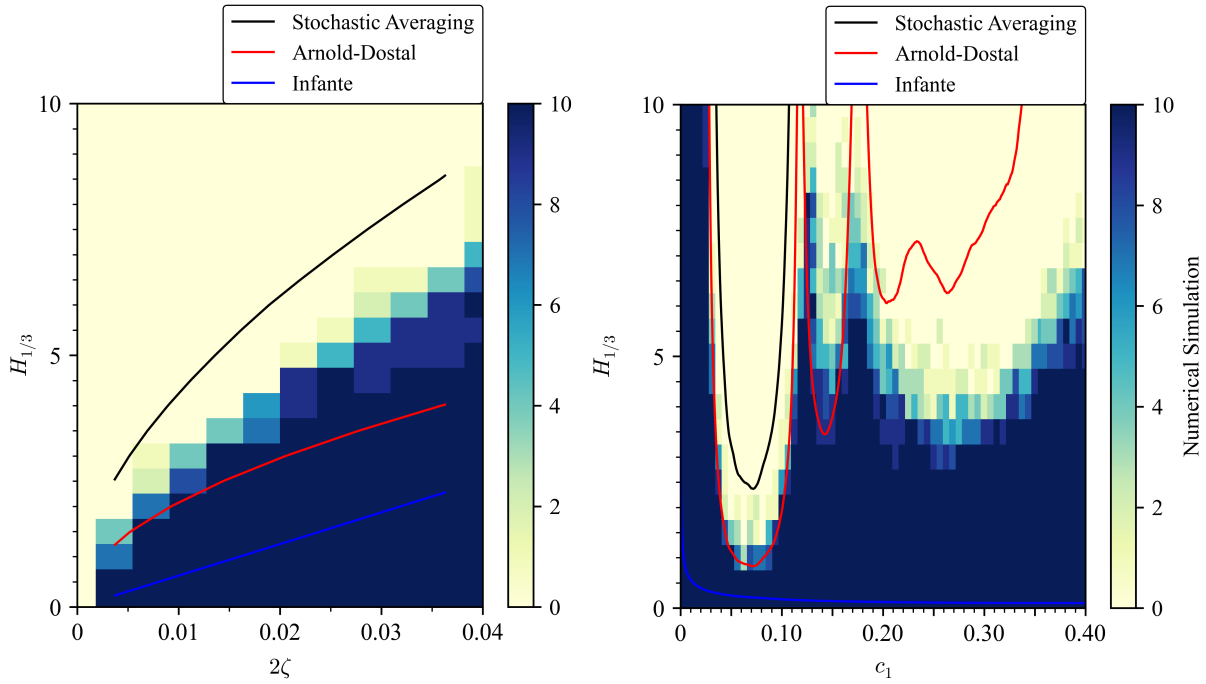 Stochastic Averaging
Arnold-Dostal
Infante
10
5
0
H1/3
0
0.01
0.02
0.03
0.04
2ζ
10
8
6
4
2
0
Stochastic Averaging
Arnold-Dostal
Infante
10
5
0
H1/3
0
0.10
0.20
0.30
0.40
c1
10
8
6
4
2
0
Numerical Simulation